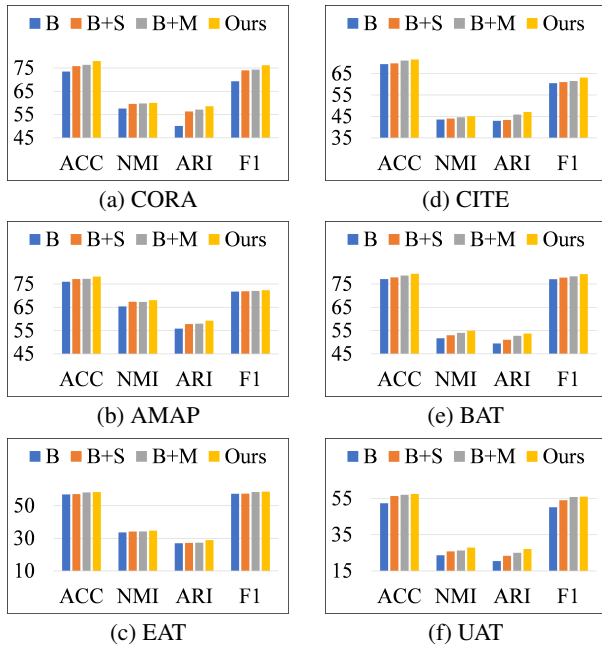 B B+S B+M Ours
75
65
55
45
ACC NMI ARI F1
(a) CORA
B B+S B+M Ours
65
55
45
35
ACC NMI ARI F1
(d) CITE
B B+S B+M Ours
75
65
55
45
ACC NMI ARI F1
(b) AMAP
B B+S B+M Ours
75
65
55
45
ACC NMI ARI F1
(e) BAT
B B+S B+M Ours
50
30
10
ACC NMI ARI F1
(c) EAT
B B+S B+M Ours
55
35
15
ACC NMI ARI F1
(f) UAT